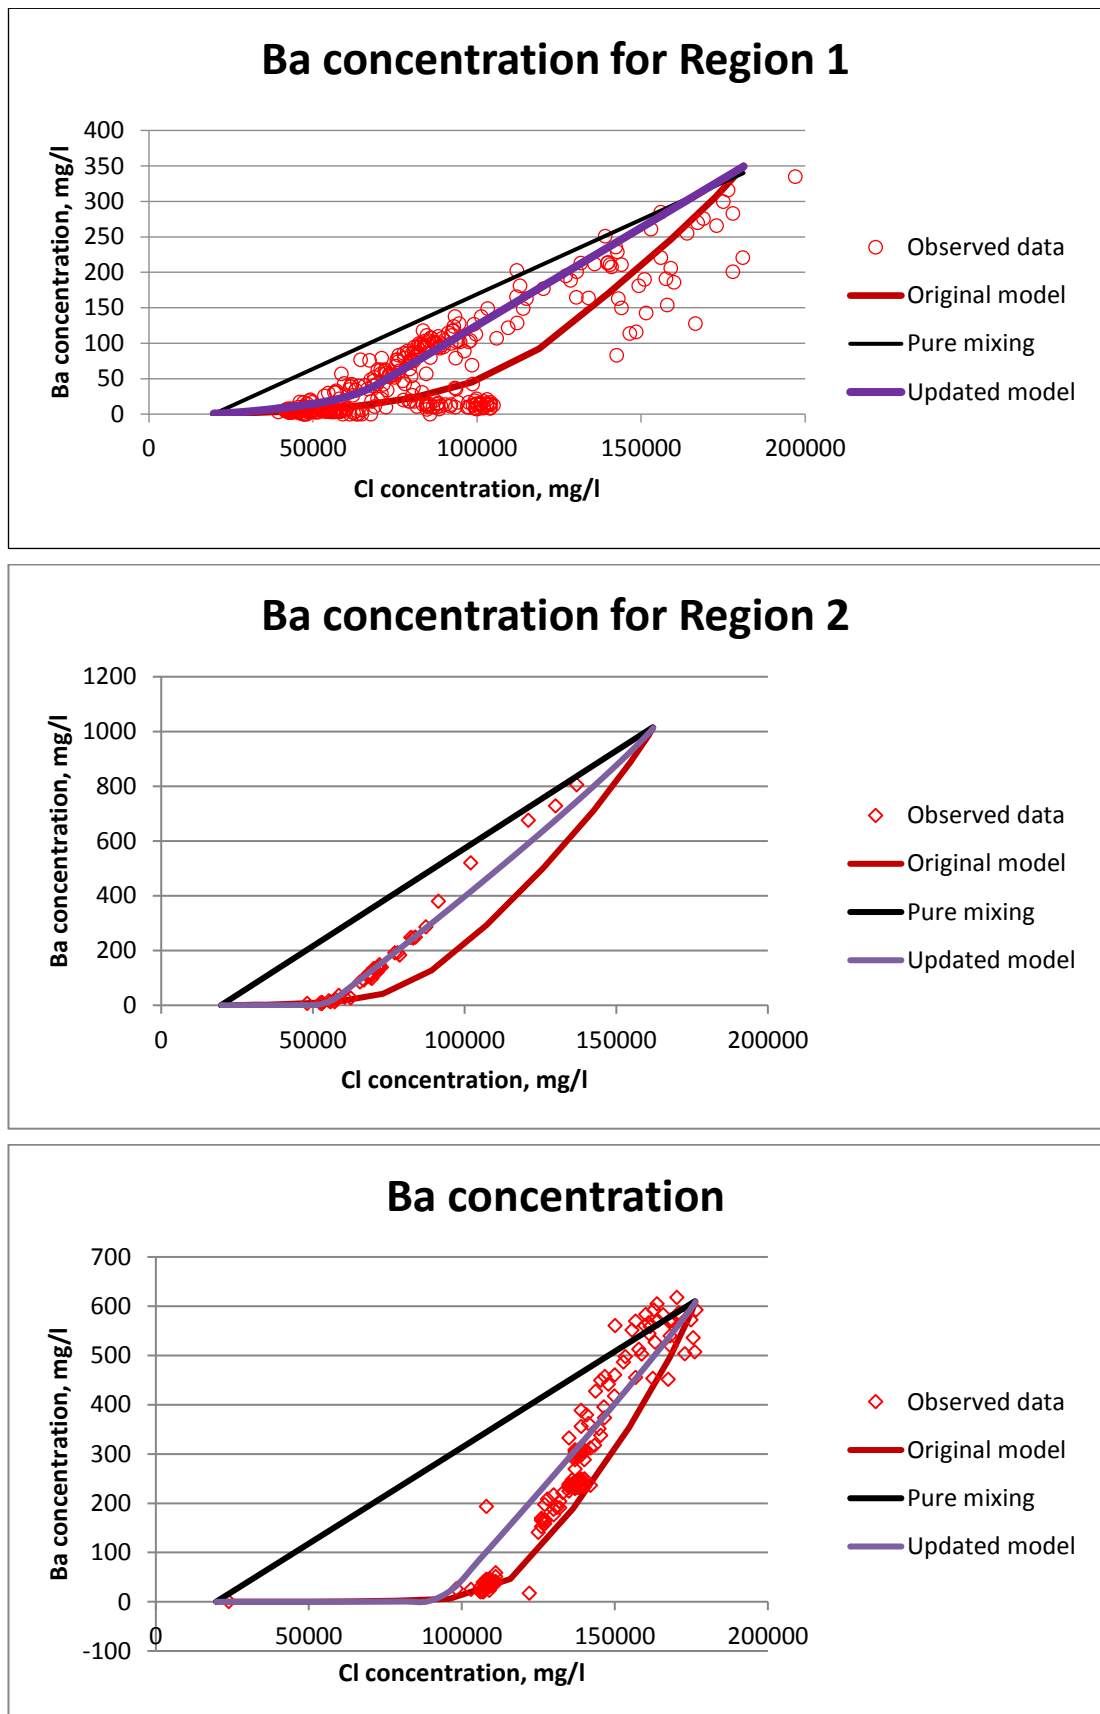 Ba concentration for Region 1
Ba concentration, mg/l
400
350
300
250
200
150
100
50
0
0
50000
100000
150000
200000
Cl concentration, mg/l
Observed data
Original model
Pure mixing
Updated model
Ba concentration for Region 2
Ba concentration, mg/l
1200
1000
800
600
400
200
0
0
50000
100000
150000
200000
Cl concentration, mg/l
Observed data
Original model
Pure mixing
Updated model
Ba concentration
Ba concentration, mg/l
700
600
500
400
300
200
100
0
-100
0
50000
100000
150000
200000
Cl concentration, mg/l
Observed data
Original model
Pure mixing
Updated model